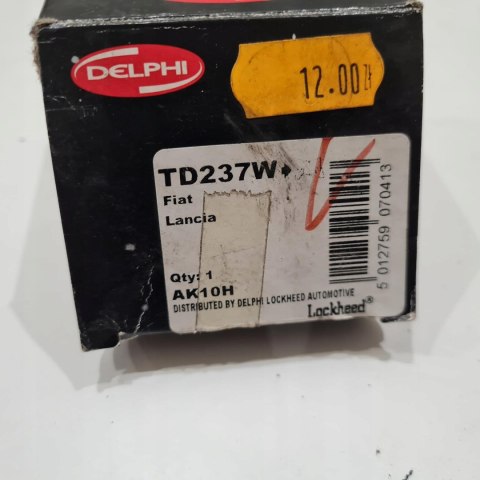 DELPHI
12.00 zł
TD237W
Fiat
Lancia
Qty: 1
AK10H
DISTRIBUTED BY DELPHI LOCKHEED AUTOMOTIVE
Lockheed®
5 012759 070413